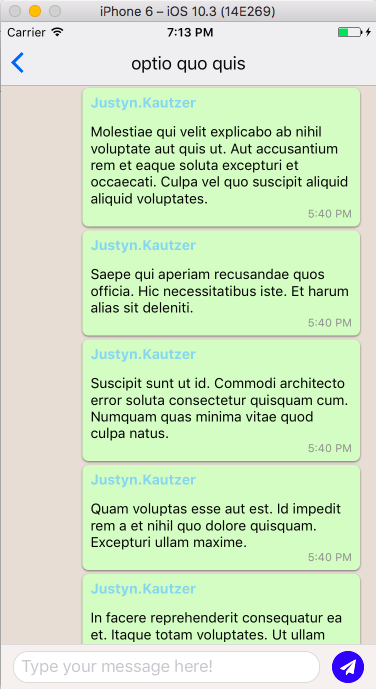 iPhone 6 – iOS 10.3 (14E269)
Carrier 7:13 PM
optio quo quis
Justyn.Kautzer
Molestiae qui velit explicabo ab nihil
voluptate aut quis ut. Aut accusantium
rem et eaque soluta excepturi et
occaecati. Culpa vel quo suscipit aliquid
aliquid voluptates.
5:40 PM
Justyn.Kautzer
Saepe qui aperiam recusandae quos
officia. Hic necessitatibus iste. Et harum
alias sit deleniti.
5:40 PM
Justyn.Kautzer
Suscipit sunt ut id. Commodi architecto
error soluta consectetur quisquam cum.
Numquam quas minima vitae quod
culpa natus.
5:40 PM
Justyn.Kautzer
Quam voluptas esse aut est. Id impedit
rem a et nihil quo dolore quisquam.
Excepturi ullam maxime.
5:40 PM
Justyn.Kautzer
In facere reprehenderit consequatur ea
et. Itaque totam voluptates. Ut ullam
Type your message here!